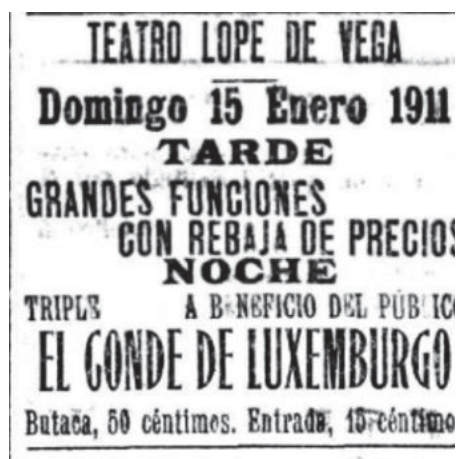 TEATRO LOPE DE VEGA
Domingo 15 Enero 1911
TARDE
GRANDES FUNCIONES
CON REBAJA DE PRECIOS
NOCHE
TRIPLE A BENEFICIO DEL PÚBLICO
EL CONDE DE LUXEMBURGO
Butaca, 50 céntimos. Entrada, 15 céntimo